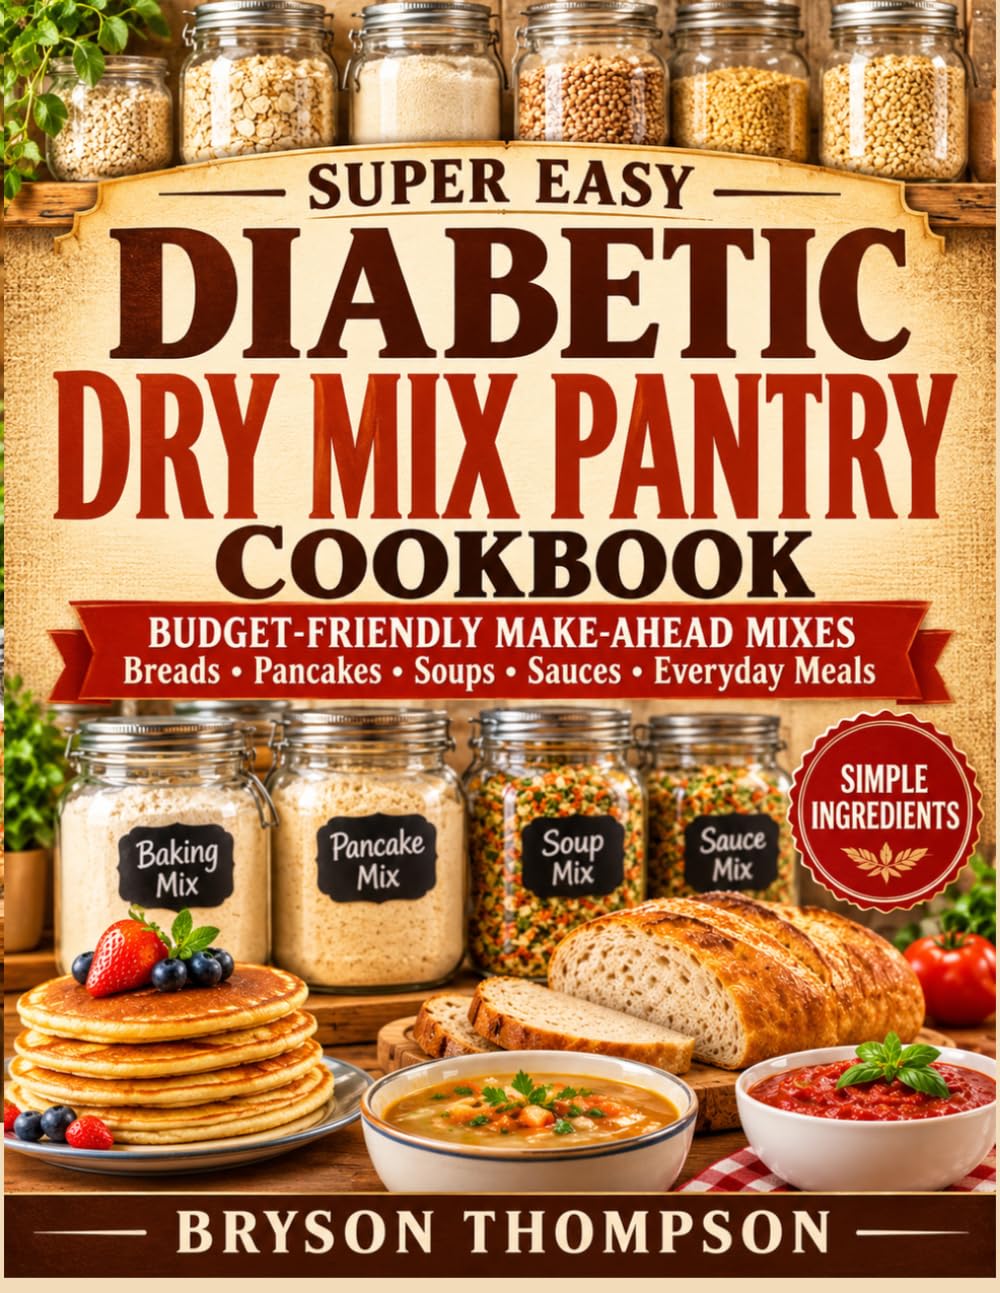 SUPER EASY
DIABETIC
DRY MIX PANTRY
COOKBOOK
BUDGET-FRIENDLY MAKE-AHEAD MIXES
Breads • Pancakes • Soups • Sauces • Everyday Meals
SIMPLE
INGREDIENTS
Baking
Mix
Pancake
Mix
Soup
Mix
Sauce
Mix
BRYSON THOMPSON